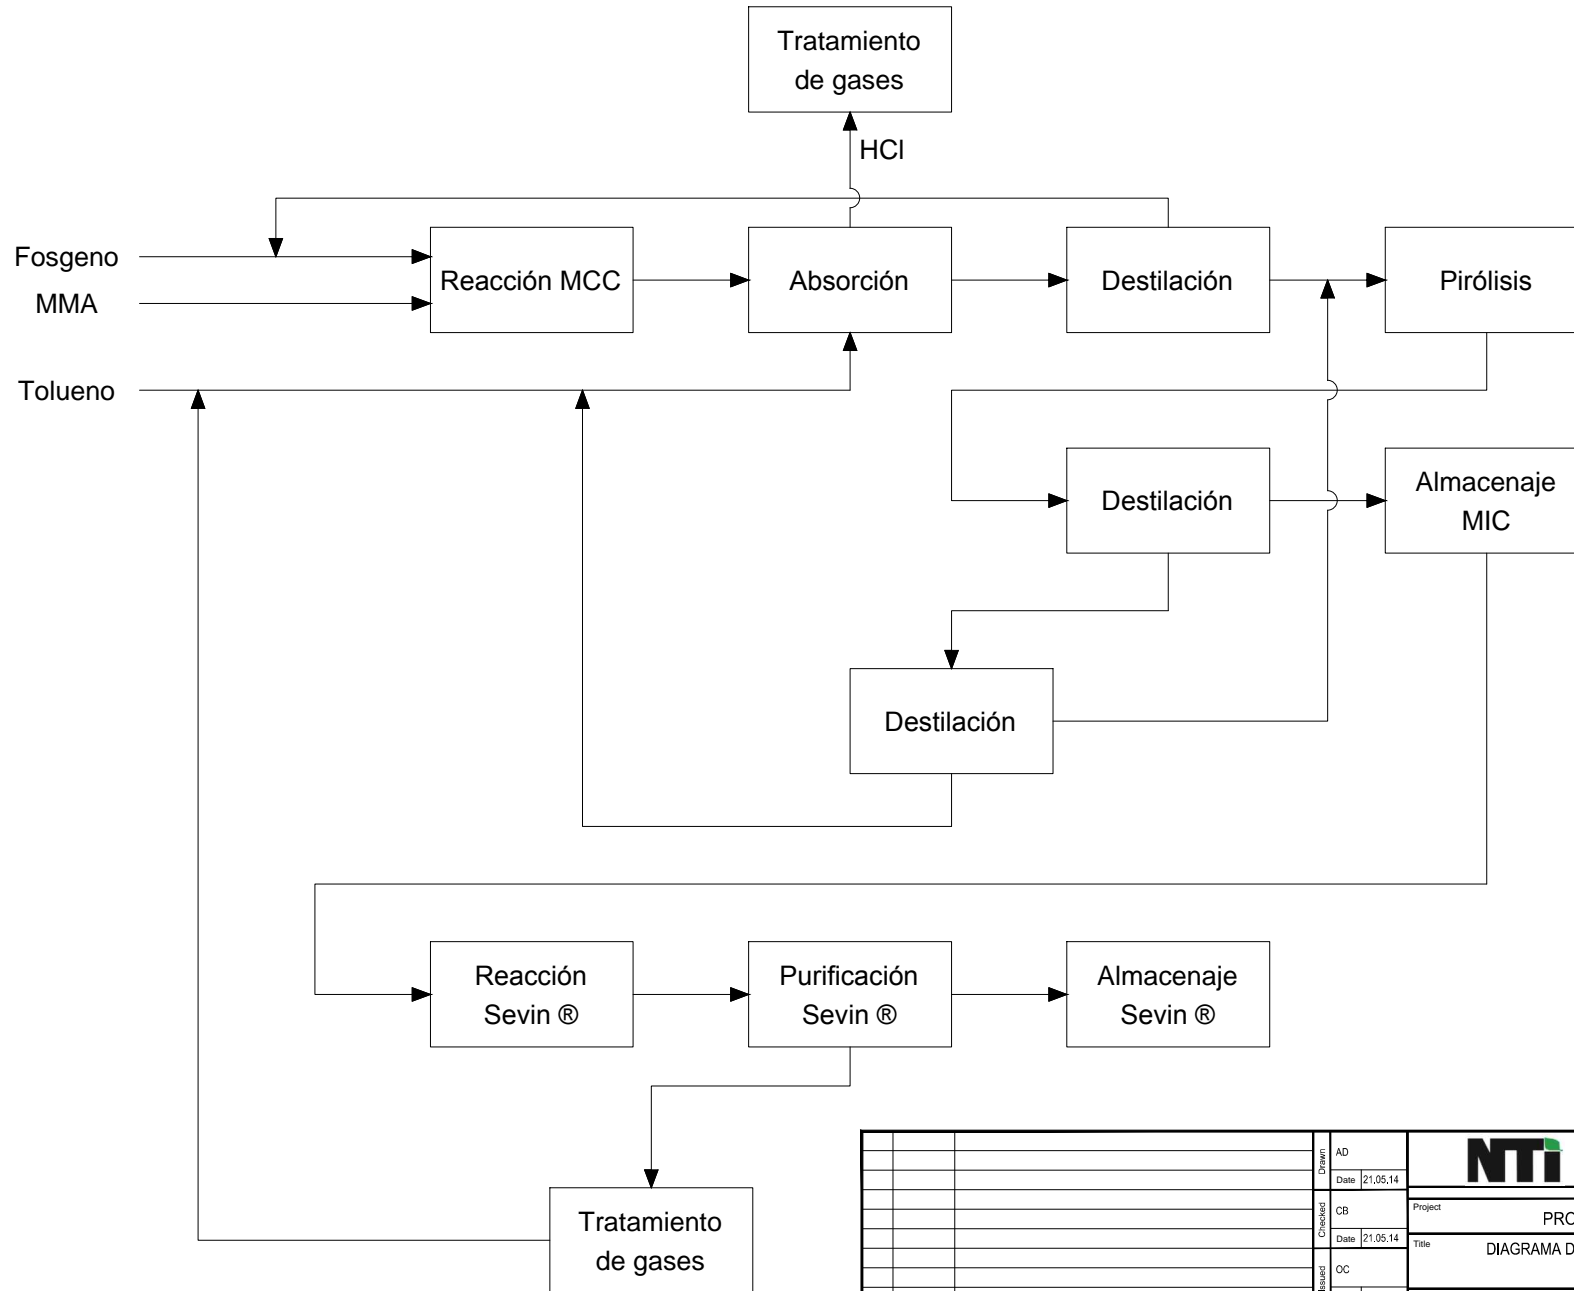 Tratamiento
de gases
HCl
Fosgeno
MMA
Reacción MCC
Absorción
Destilación
Pirólisis
Tolueno
Destilación
Almacenaje
MIC
Destilación
Reacción
Sevin ®
Purificación
Sevin ®
Almacenaje
Sevin ®
Tratamiento
de gases
Drawn
AD
Date 21.05.14
Checked
CB
Date 21.05.14
Issued
OC
NTi
Project
PRO
Title
DIAGRAMA D